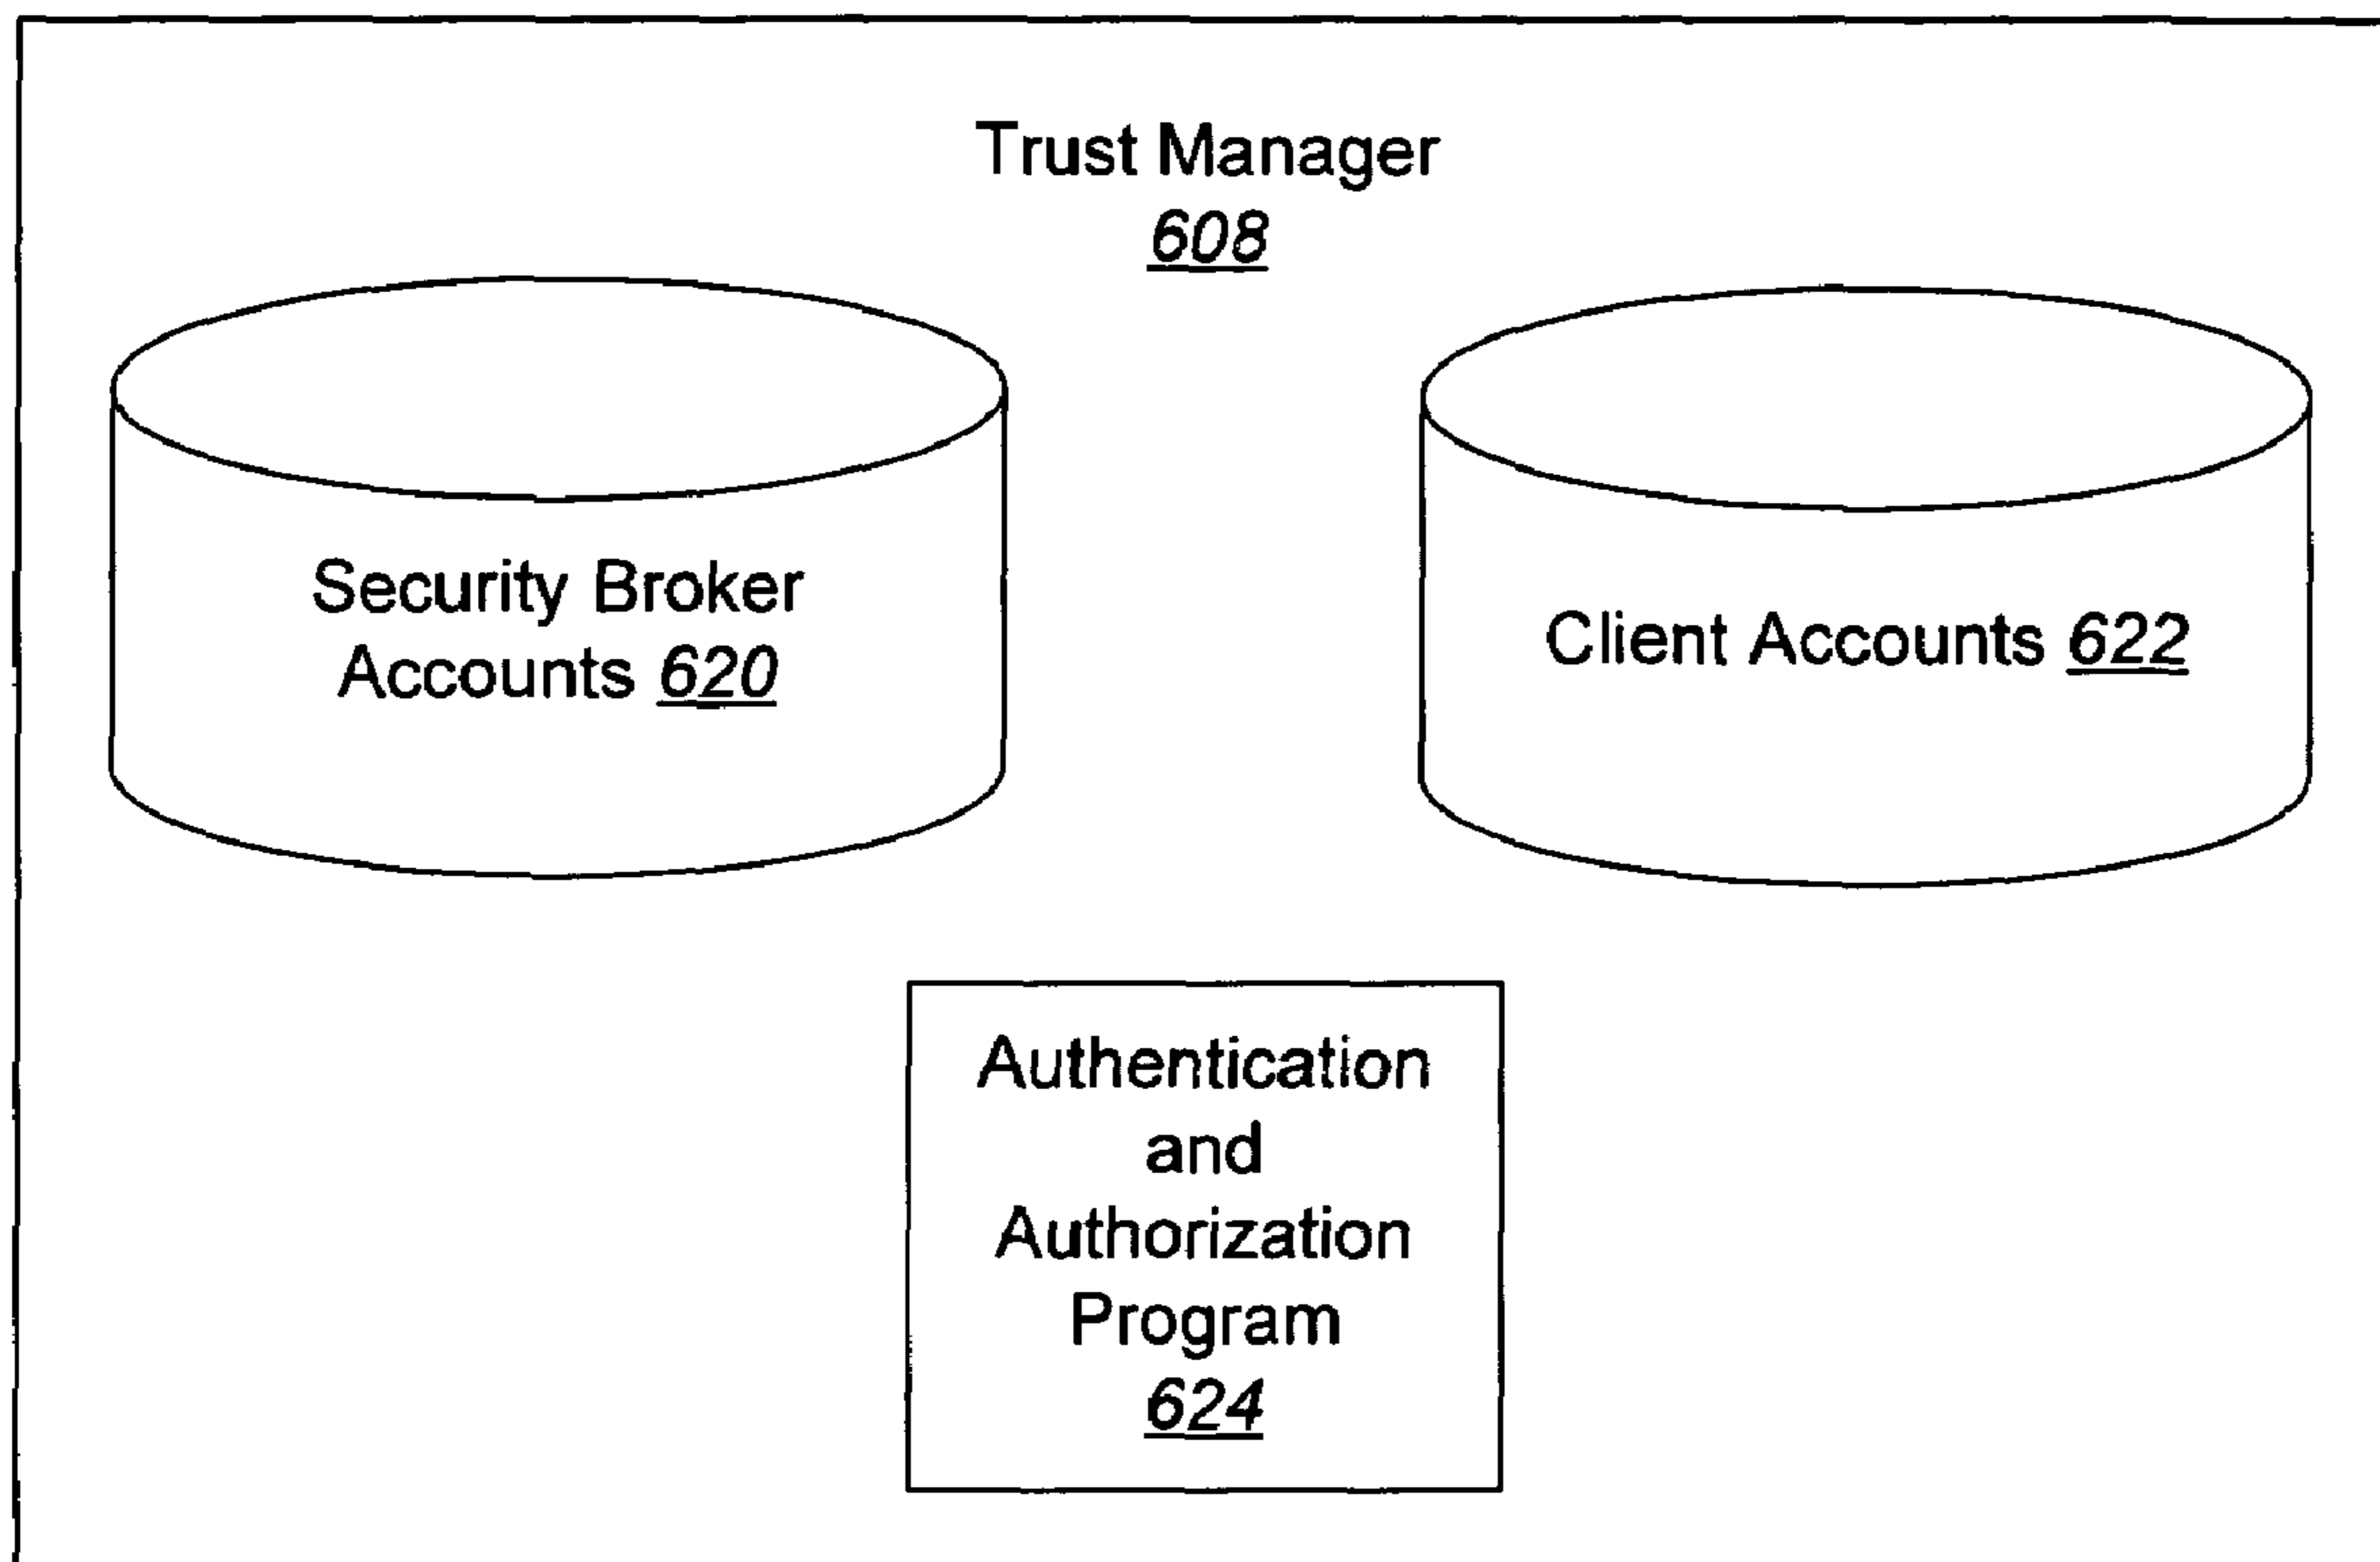 Trust Manager
608
Security Broker
Accounts 620
Client Accounts 622
Authentication
and
Authorization
Program
624